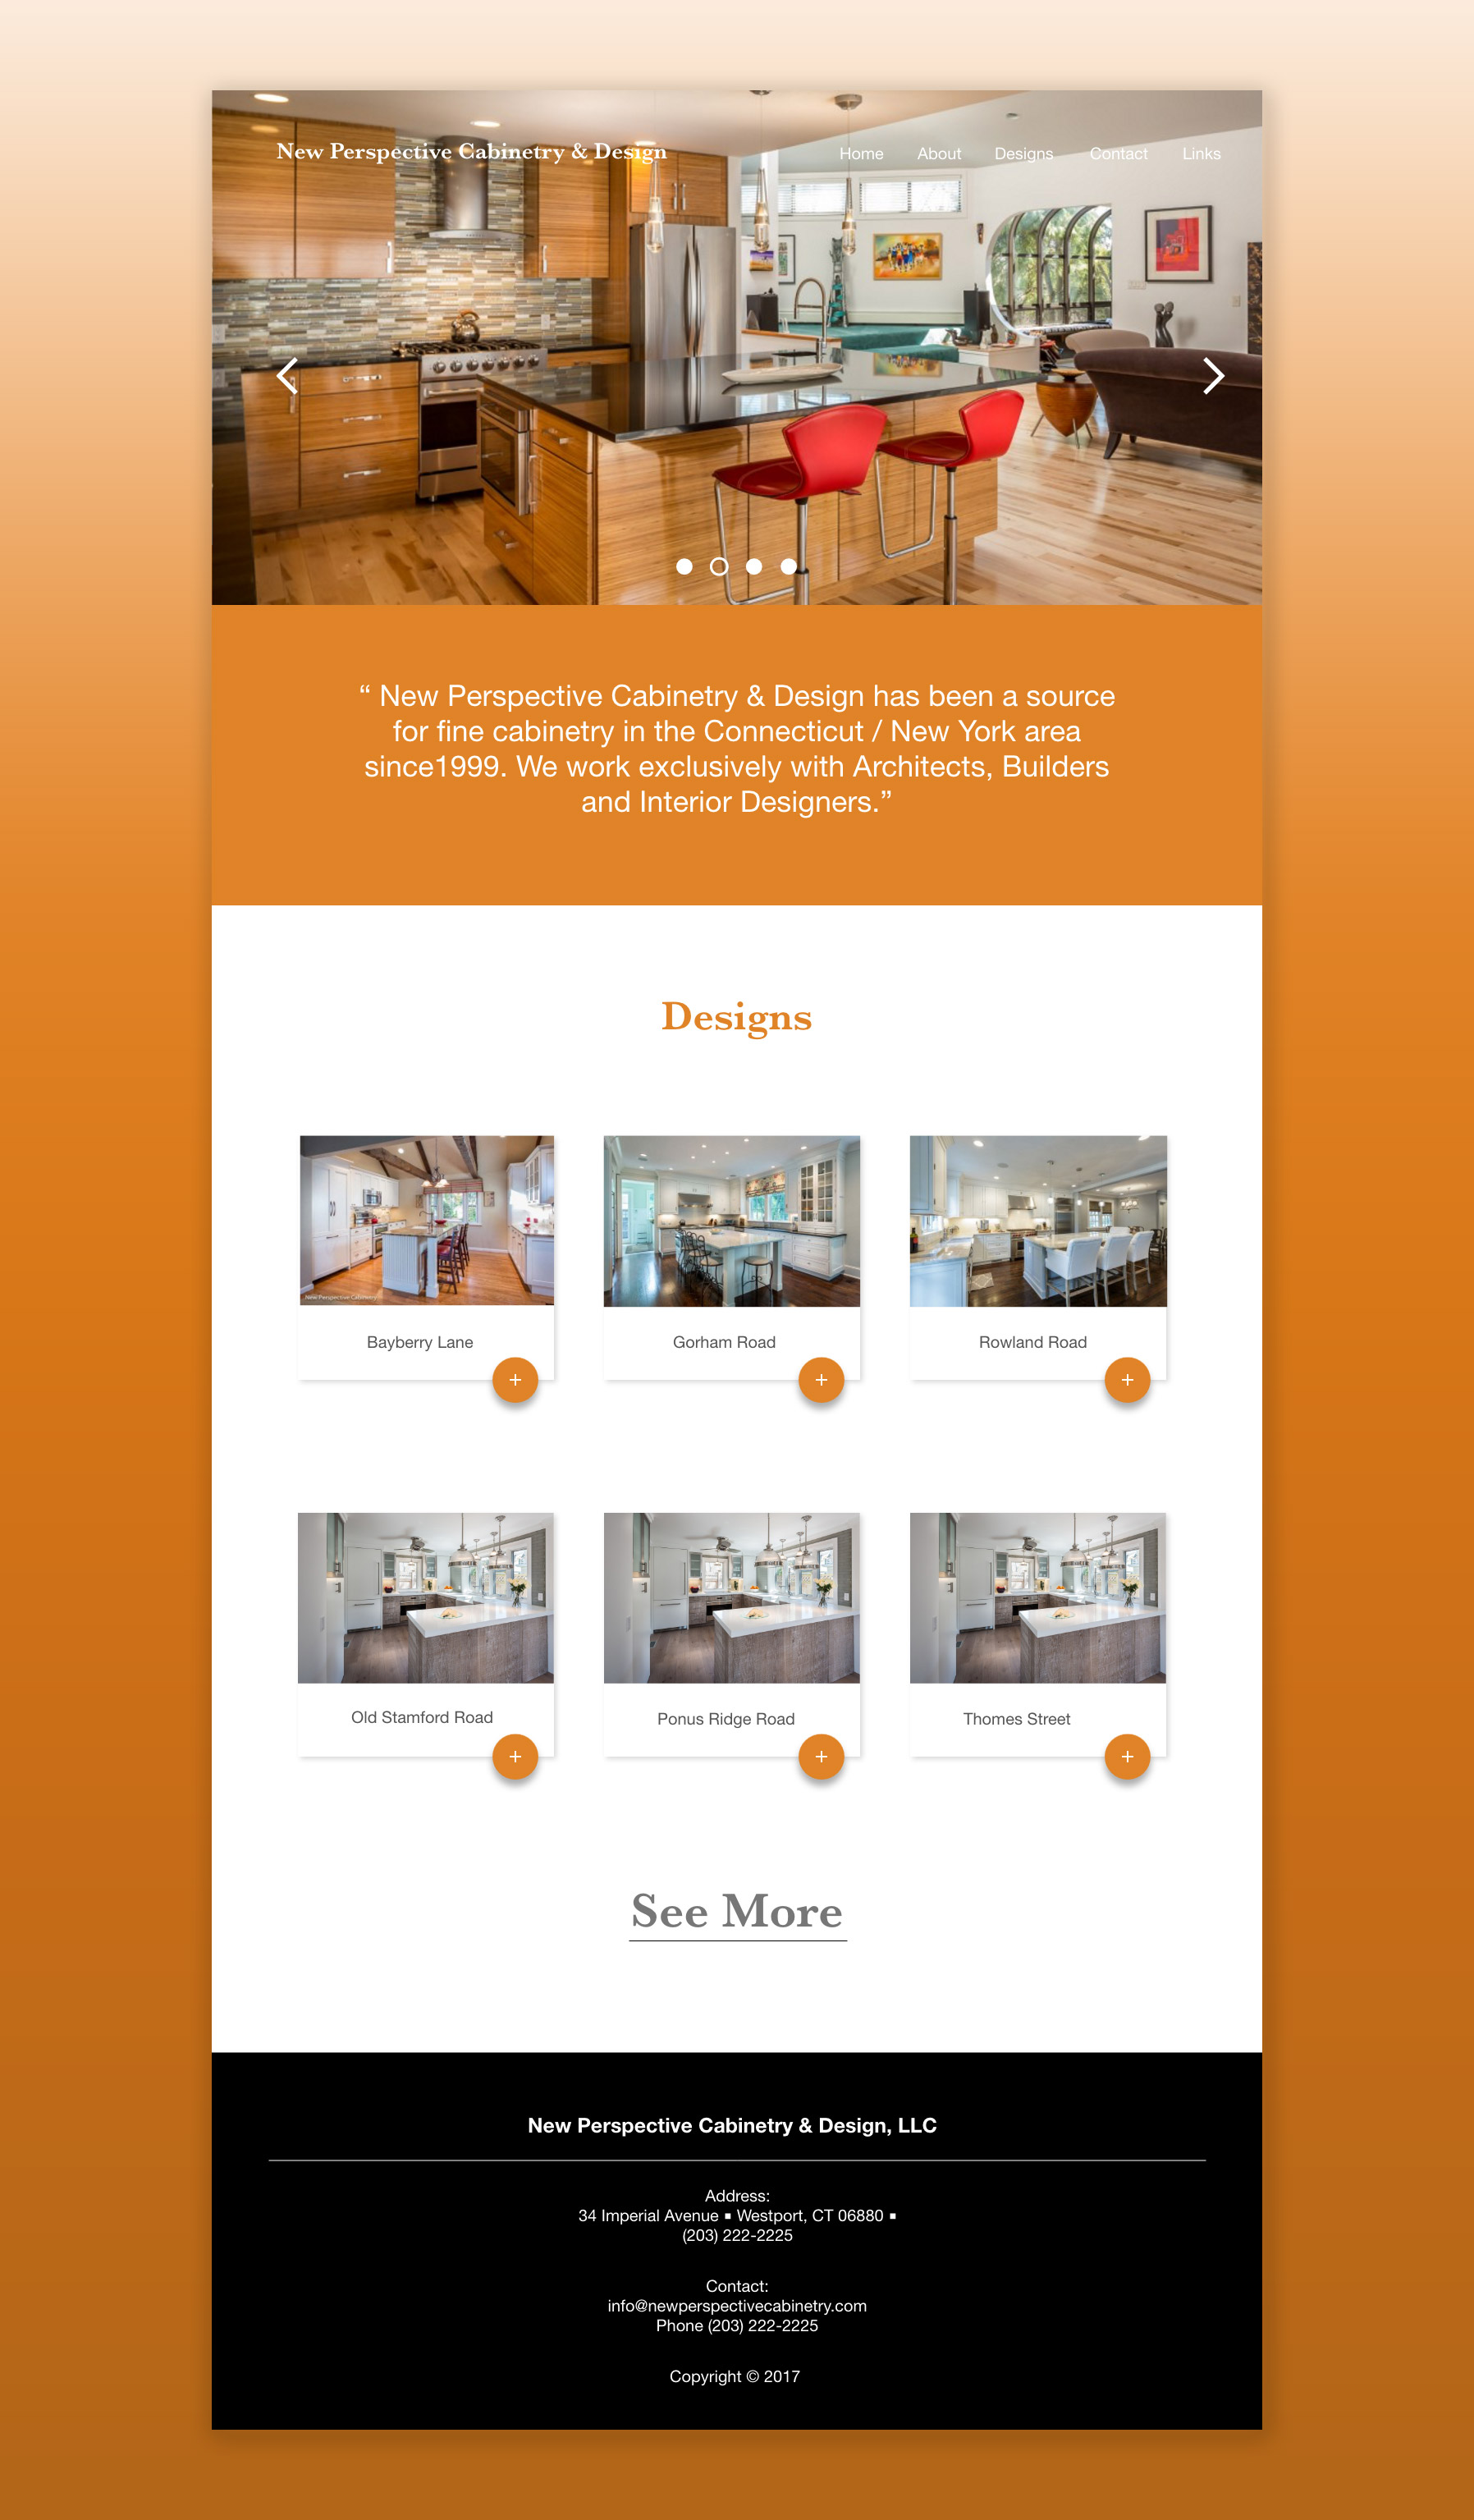 New Perspective Cabinetry & Design
Home About Designs Contact Links
“ New Perspective Cabinetry & Design has been a source
for fine cabinetry in the Connecticut / New York area
since1999. We work exclusively with Architects, Builders
and Interior Designers.”
Designs
New Perspective Cabinetry
Bayberry Lane
Gorham Road
Rowland Road
+
+
+
Old Stamford Road
Ponus Ridge Road
Thomes Street
+
+
+
See More
New Perspective Cabinetry & Design, LLC
Address:
34 Imperial Avenue ▪ Westport, CT 06880 ▪
(203) 222-2225
Contact:
info@newperspectivecabinetry.com
Phone (203) 222-2225
Copyright © 2017